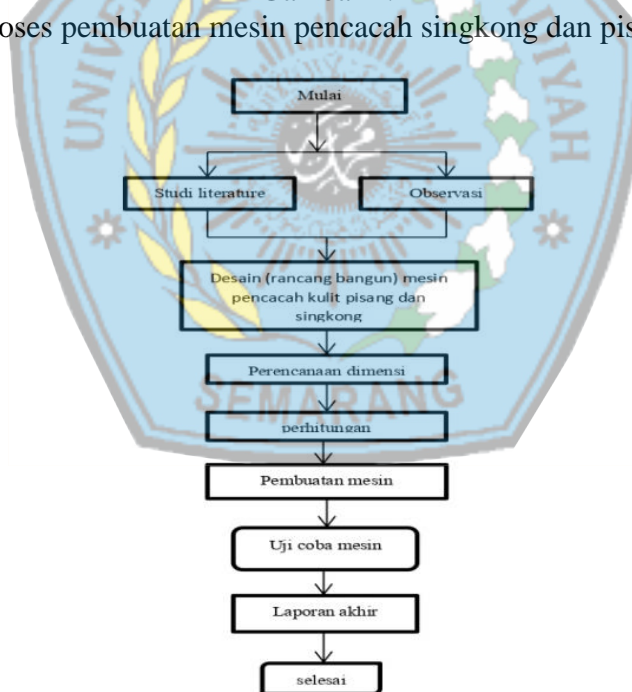 oses pembuatan mesin pencacah singkong dan pis
Mulai
Studi literature
Observasi
Desain (rancang bangun) mesin
pencacah kulit pisang dan
singkong
Perencanaan dimensi
SEMARANG
perhitungan
Pembuatan mesin
Uji coba mesin
Laporan akhir
selesai